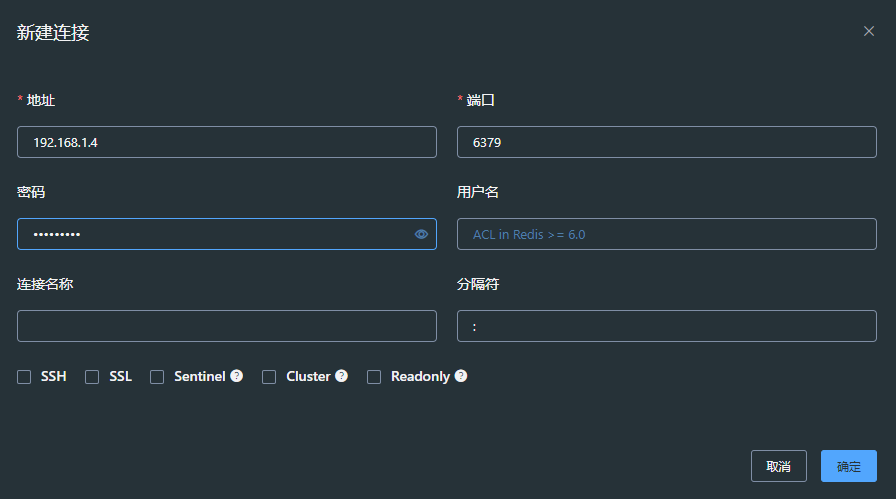 新建连接
* 地址
* 端口
192.168.1.4
6379
密码
用户名
•••••••••
ACL in Redis >= 6.0
连接名称
分隔符
:
SSH SSL Sentinel ? Cluster ? Readonly ?
取消 确定